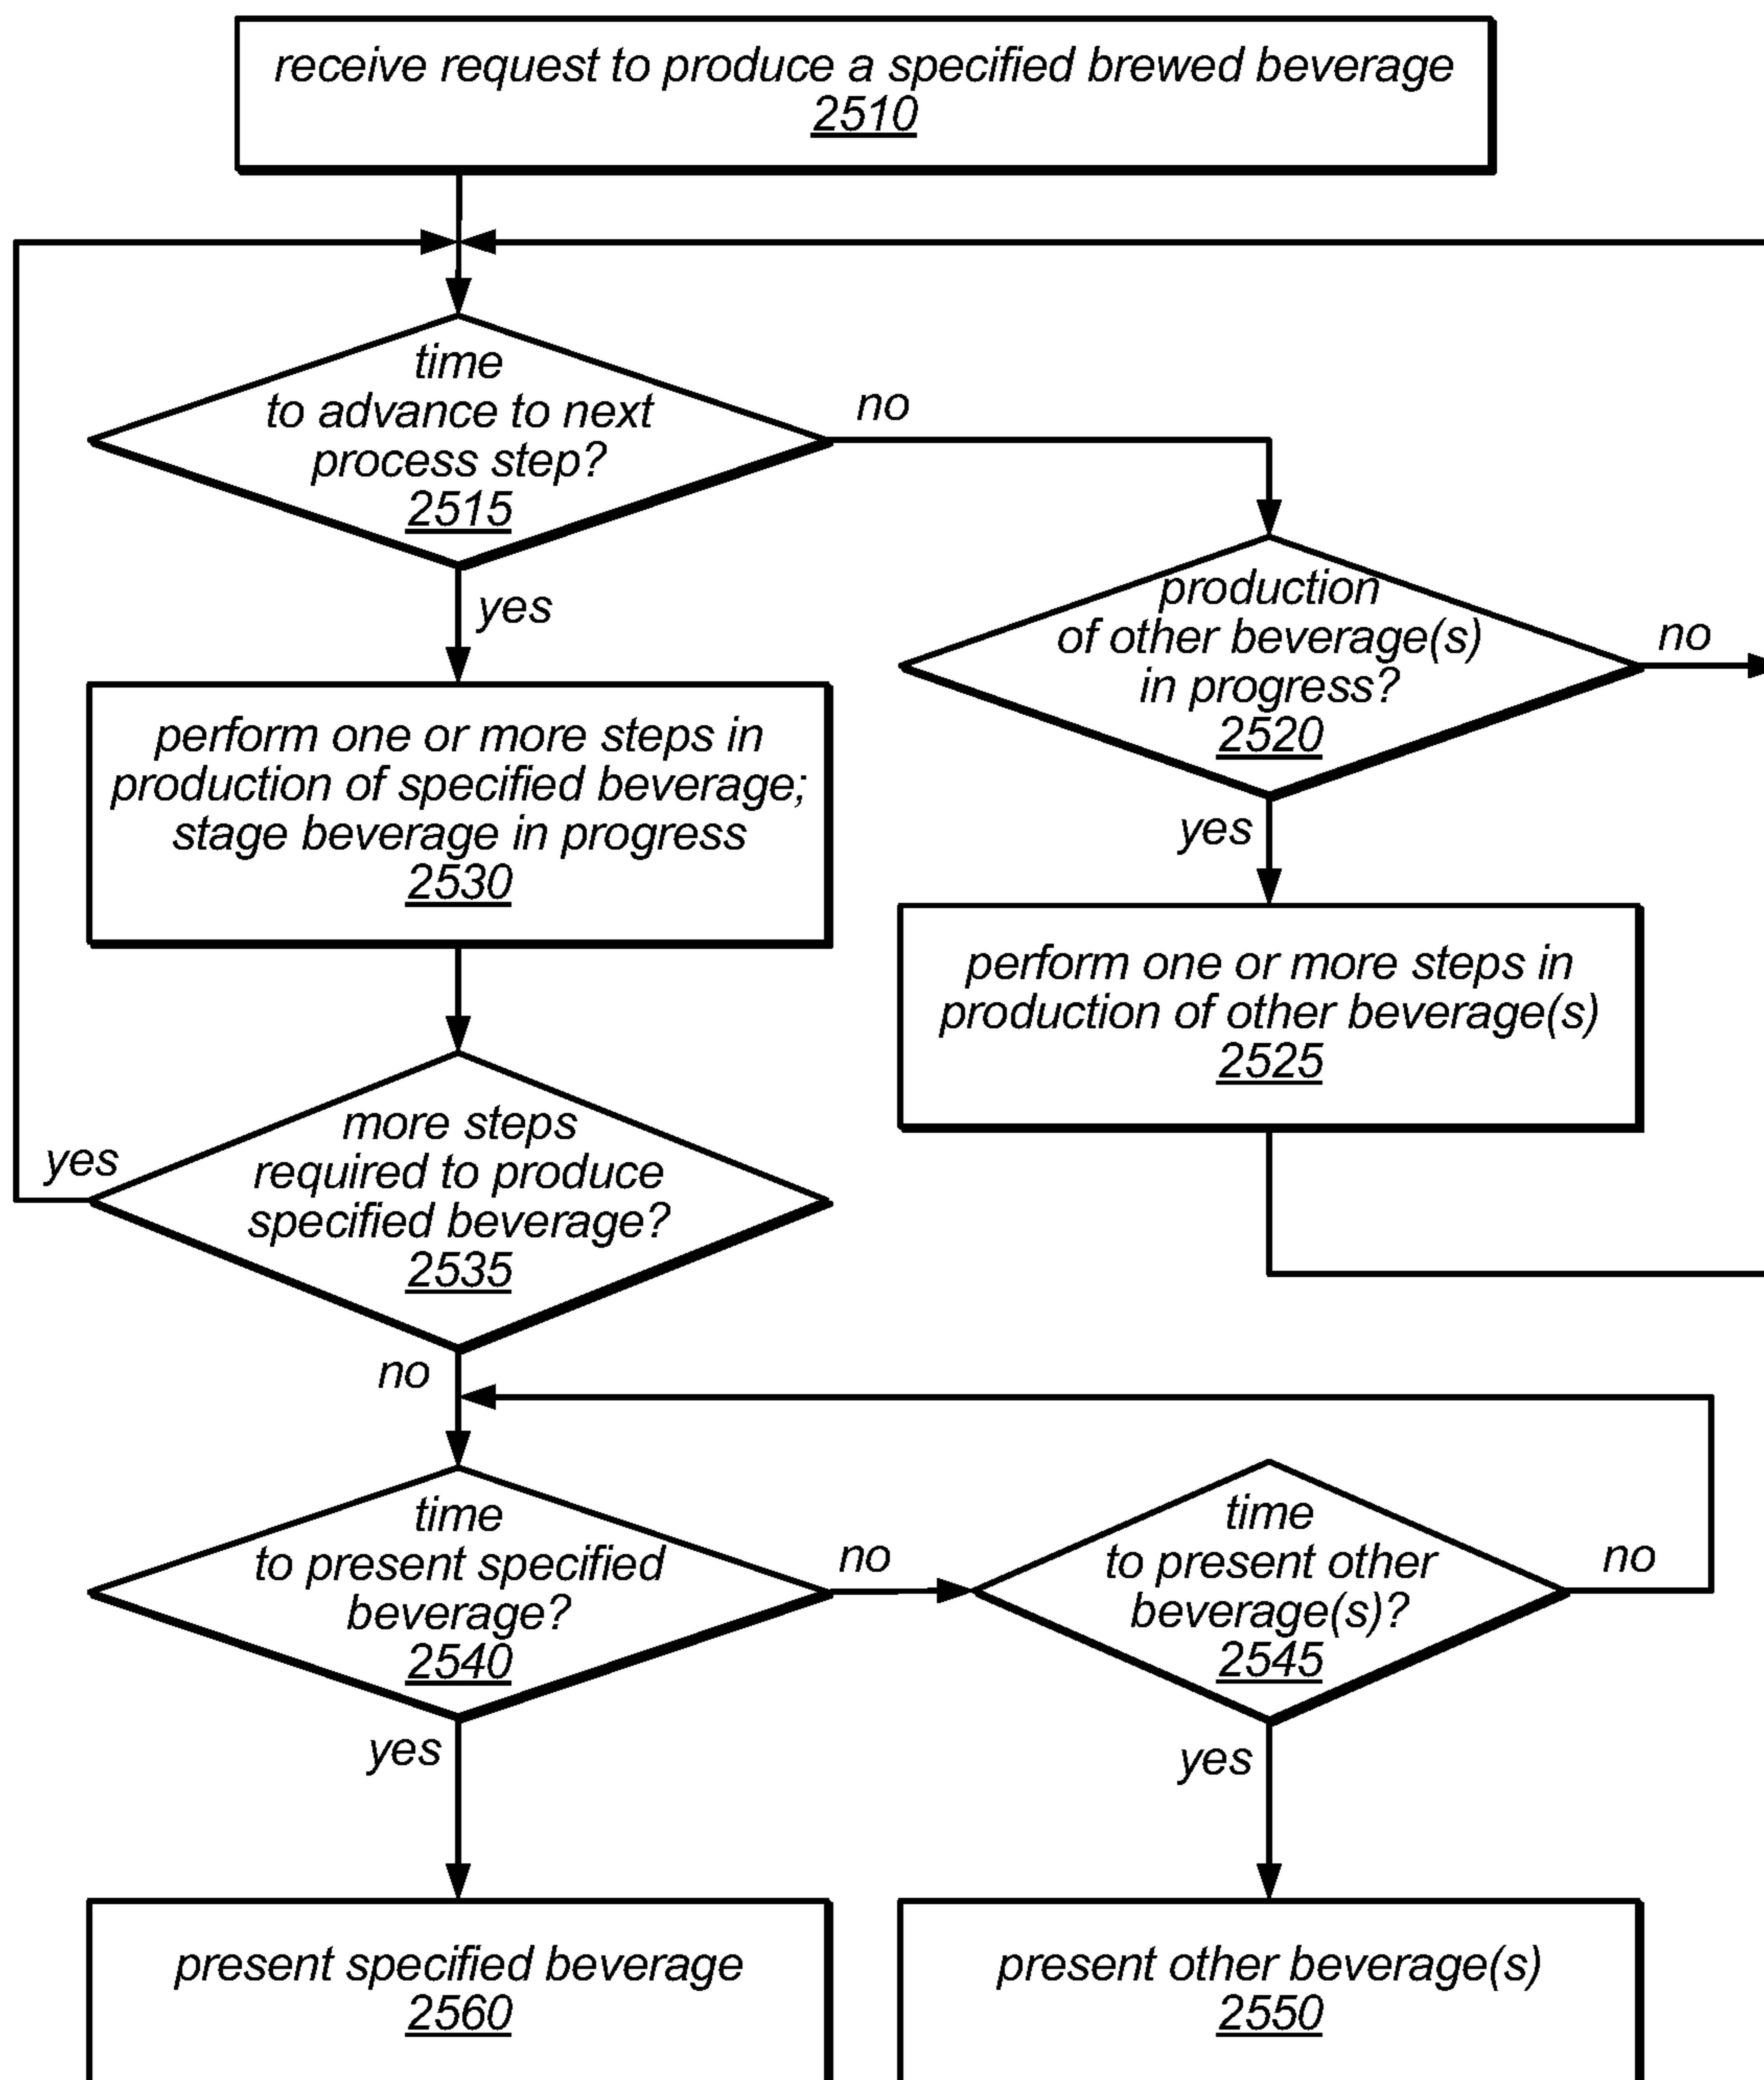 receive request to produce a specified brewed beverage
2510
time
to advance to next
process step?
2515
no
yes
production
of other beverage(s)
in progress?
2520
no
yes
perform one or more steps in
production of specified beverage;
stage beverage in progress
2530
perform one or more steps in
production of other beverage(s)
2525
more steps
required to produce
specified beverage?
2535
yes
no
time
to present specified
beverage?
2540
no
yes
time
to present other
beverage(s)?
2545
no
yes
present specified beverage
2560
present other beverage(s)
2550